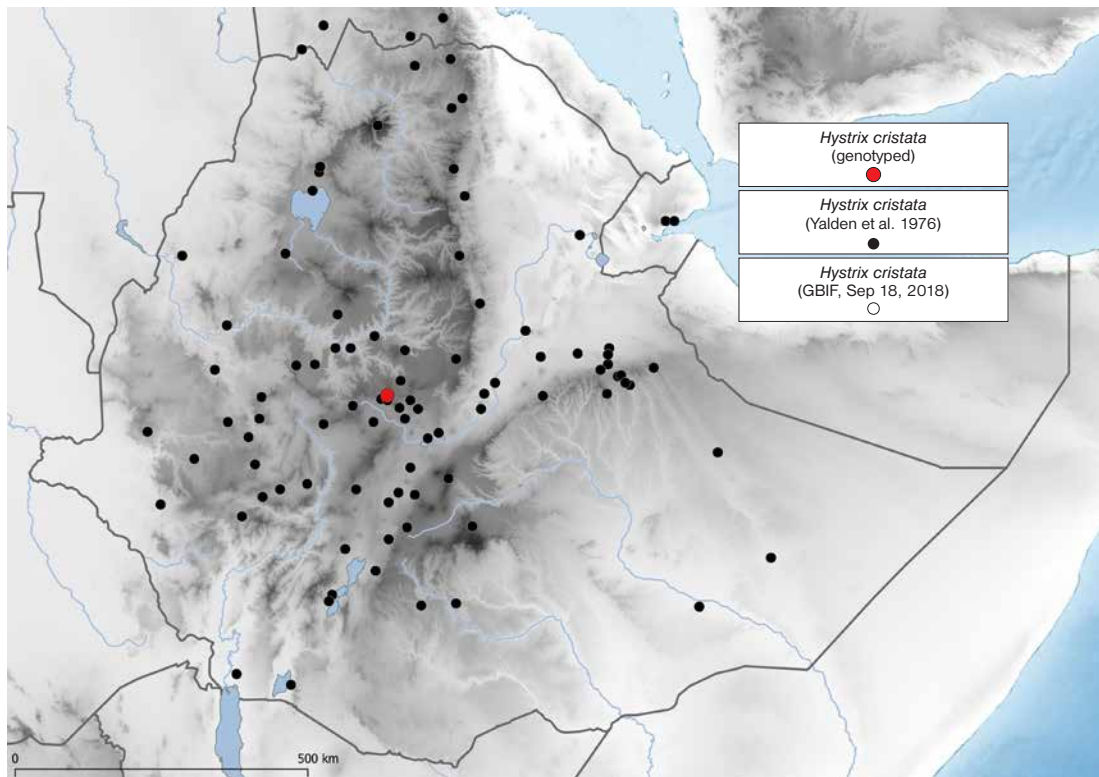 Hystrix cristata
(genotyped)
Hystrix cristata
(Yalden et al. 1976)
Hystrix cristata
(GBIF, Sep 18, 2018)
0
500 km